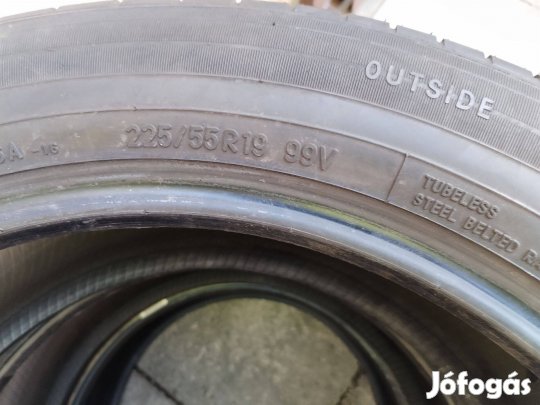 OUTSIDE
225/55R19 99V
TUBELESS
STEEL BELTED
Jófogás